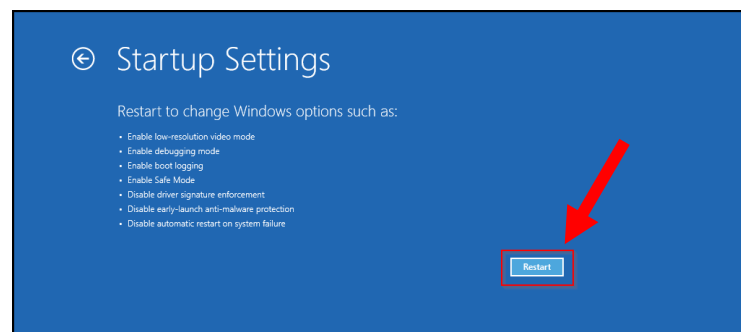 Startup Settings
Restart to change Windows options such as:
• Enable low-resolution video mode
• Enable debugging mode
• Enable boot logging
• Enable Safe Mode
• Disable driver signature enforcement
• Disable early-launch anti-malware protection
• Disable automatic restart on system failure
Restart